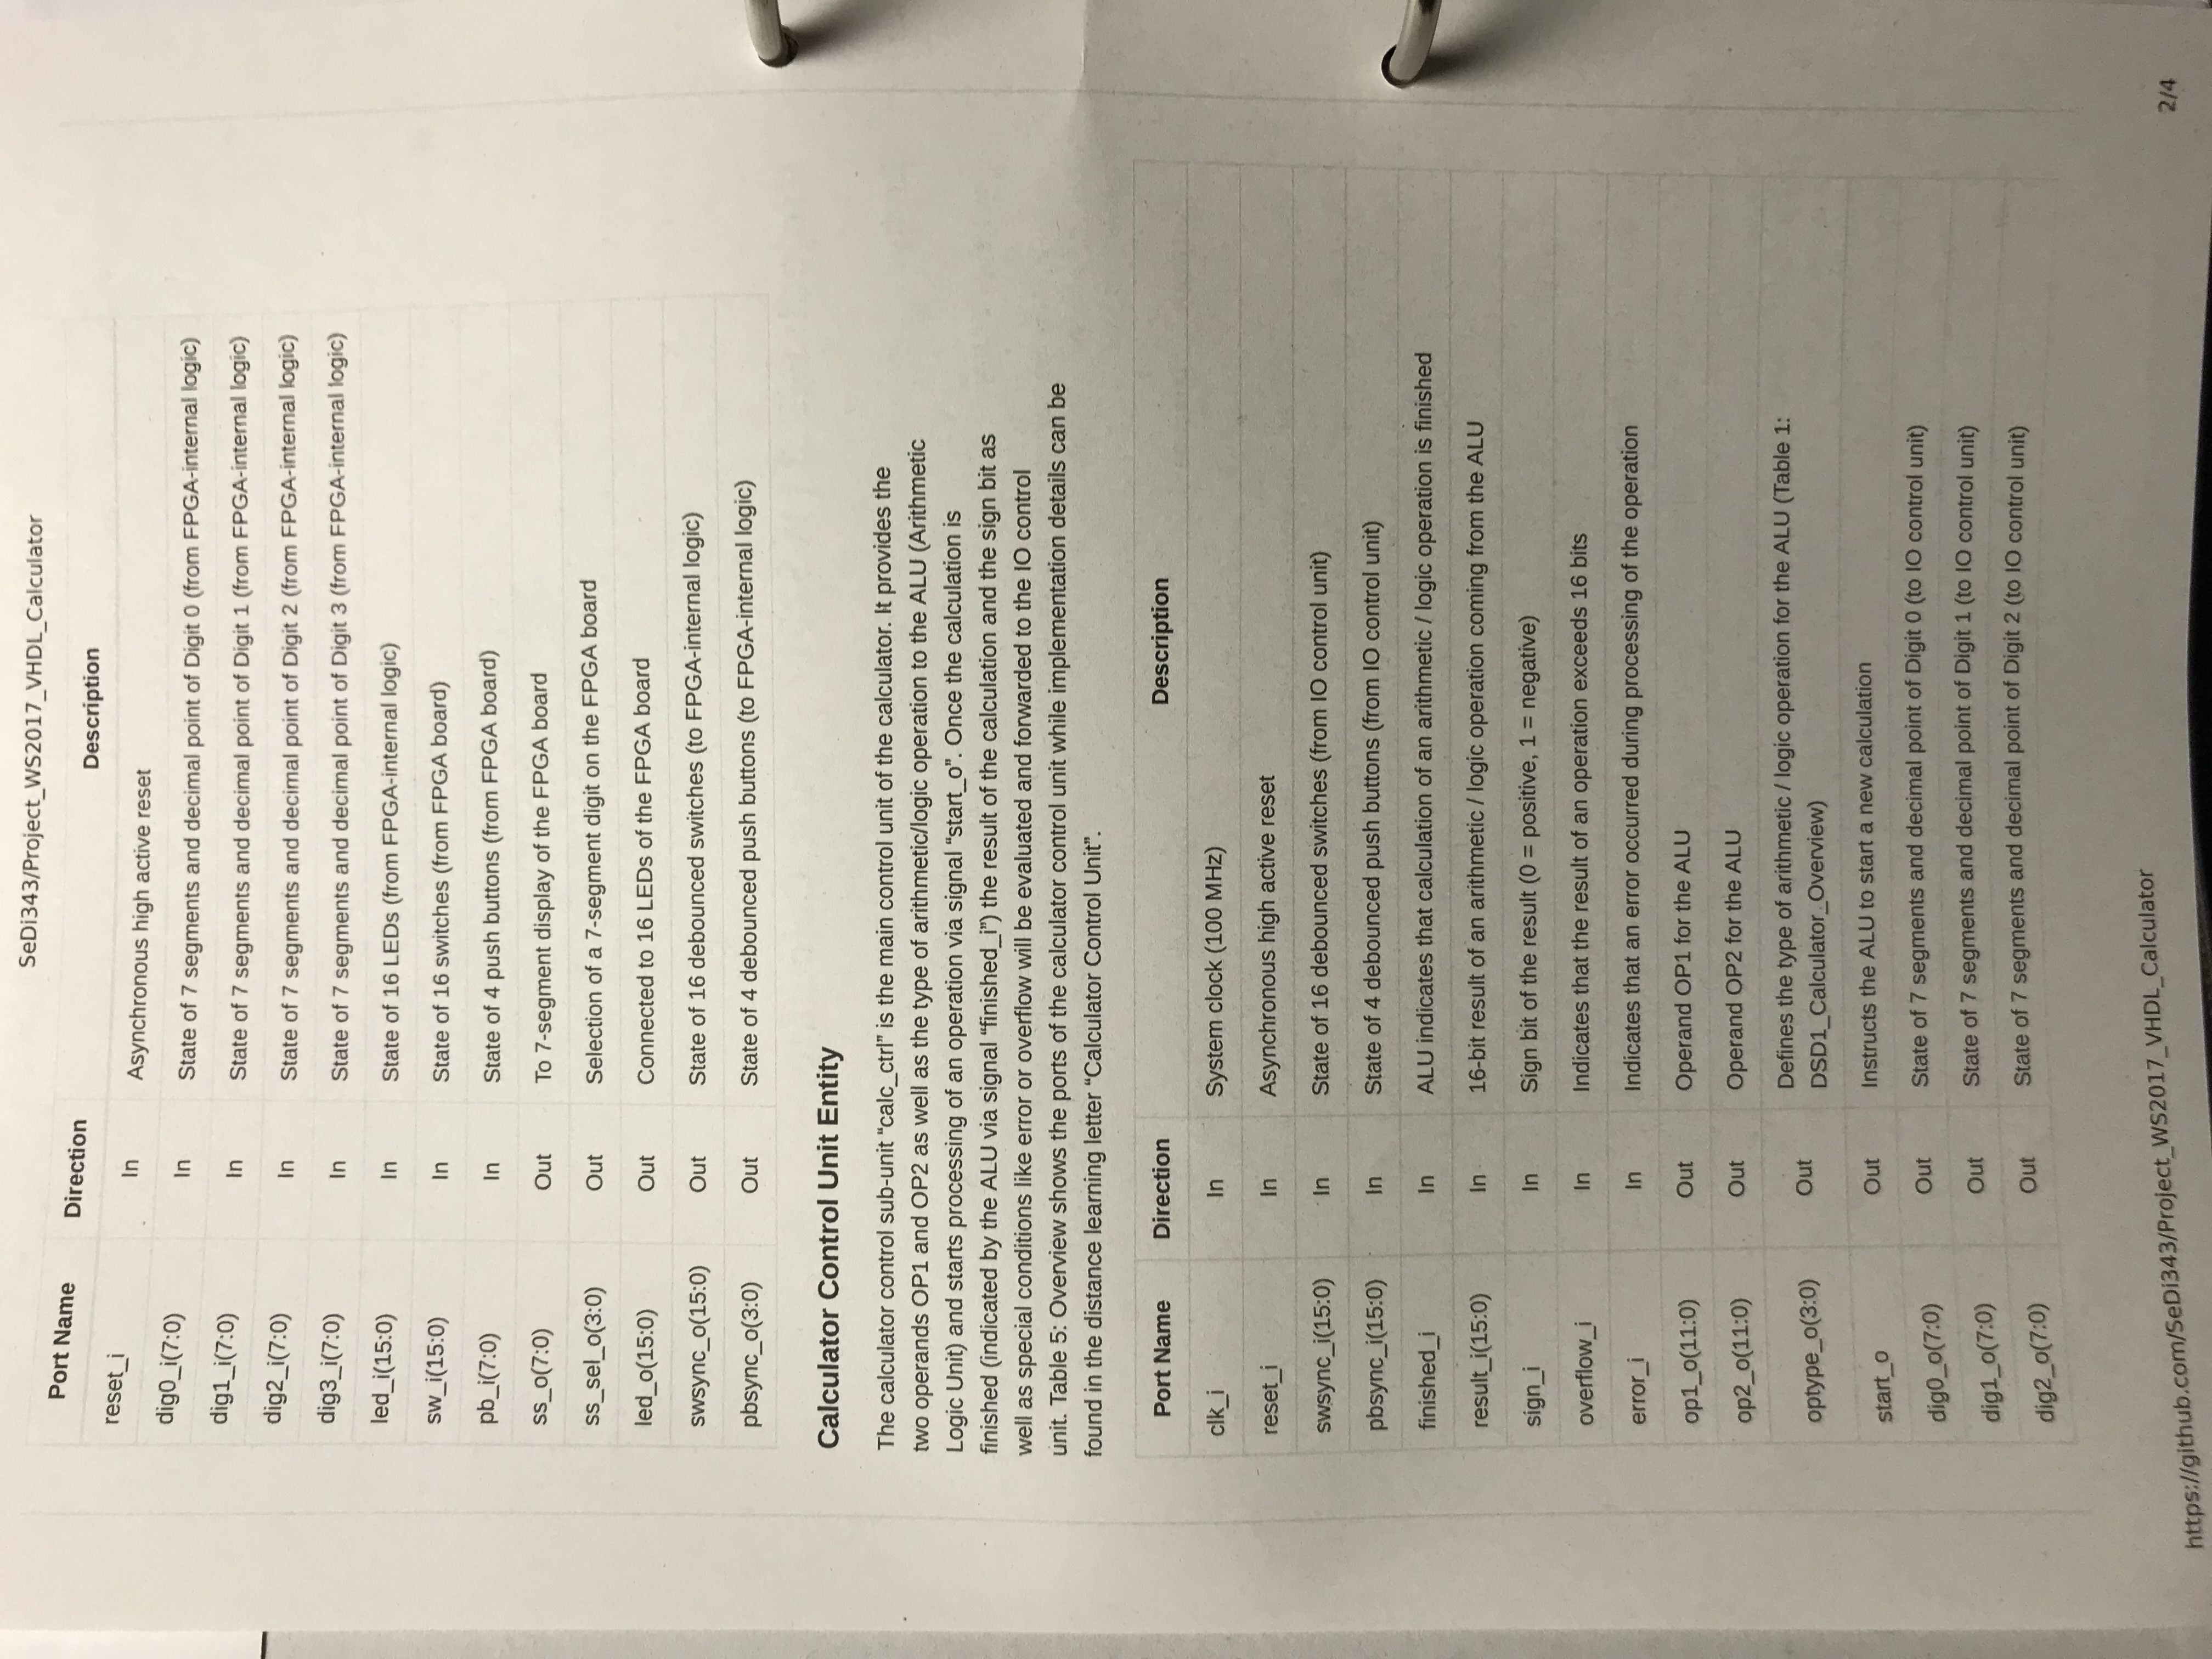 SeDi343/Project_WS2017_VHDL_Calculator
Port Name Direction Description
reset_i In Asynchronous high active reset
dig0_i(7:0) In State of 7 segments and decimal point of Digit 0 (from FPGA-internal logic)
dig1_i(7:0) In State of 7 segments and decimal point of Digit 1 (from FPGA-internal logic)
dig2_i(7:0) In State of 7 segments and decimal point of Digit 2 (from FPGA-internal logic)
dig3_i(7:0) In State of 7 segments and decimal point of Digit 3 (from FPGA-internal logic)
led_i(15:0) In State of 16 LEDs (from FPGA-internal logic)
sw_i(15:0) In State of 16 switches (from FPGA board)
pb_i(7:0) In State of 4 push buttons (from FPGA board)
ss_o(7:0) Out To 7-segment display of the FPGA board
ss_sel_o(3:0) Out Selection of a 7-segment digit on the FPGA board
led_o(15:0) Out Connected to 16 LEDs of the FPGA board
swsync_o(15:0) Out State of 16 debounced switches (to FPGA-internal logic)
pbsync_o(3:0) Out State of 4 debounced push buttons (to FPGA-internal logic)
Calculator Control Unit Entity
The calculator control sub-unit “calc_ctrl” is the main control unit of the calculator. It provides the
two operands OP1 and OP2 as well as the type of arithmetic/logic operation to the ALU (Arithmetic
Logic Unit) and starts processing of an operation via signal “start_o”. Once the calculation is
finished (indicated by the ALU via signal “finished_i”) the result of the calculation and the sign bit as
well as special conditions like error or overflow will be evaluated and forwarded to the IO control
unit. Table 5: Overview shows the ports of the calculator control unit while implementation details can be
found in the distance learning letter “Calculator Control Unit”.
Port Name Direction Description
clk_i In System clock (100 MHz)
reset_i In Asynchronous high active reset
swsync_i(15:0) In State of 16 debounced switches (from IO control unit)
pbsync_i(15:0) In State of 4 debounced push buttons (from IO control unit)
finished_i In ALU indicates that calculation of an arithmetic / logic operation is finished
result_i(15:0) In 16-bit result of an arithmetic / logic operation coming from the ALU
sign_i In Sign bit of the result (0 = positive, 1 = negative)
overflow_i In Indicates that the result of an operation exceeds 16 bits
error_i In Indicates that an error occurred during processing of the operation
op1_o(11:0) Out Operand OP1 for the ALU
op2_o(11:0) Out Operand OP2 for the ALU
optype_o(3:0) Out Defines the type of arithmetic / logic operation for the ALU (Table 1:
DSD1_Calculator_Overview)
start_o Out Instructs the ALU to start a new calculation
dig0_o(7:0) Out State of 7 segments and decimal point of Digit 0 (to IO control unit)
dig1_o(7:0) Out State of 7 segments and decimal point of Digit 1 (to IO control unit)
dig2_o(7:0) Out State of 7 segments and decimal point of Digit 2 (to IO control unit)
https://github.com/SeDi343/Project_WS2017_VHDL_Calculator 2/4